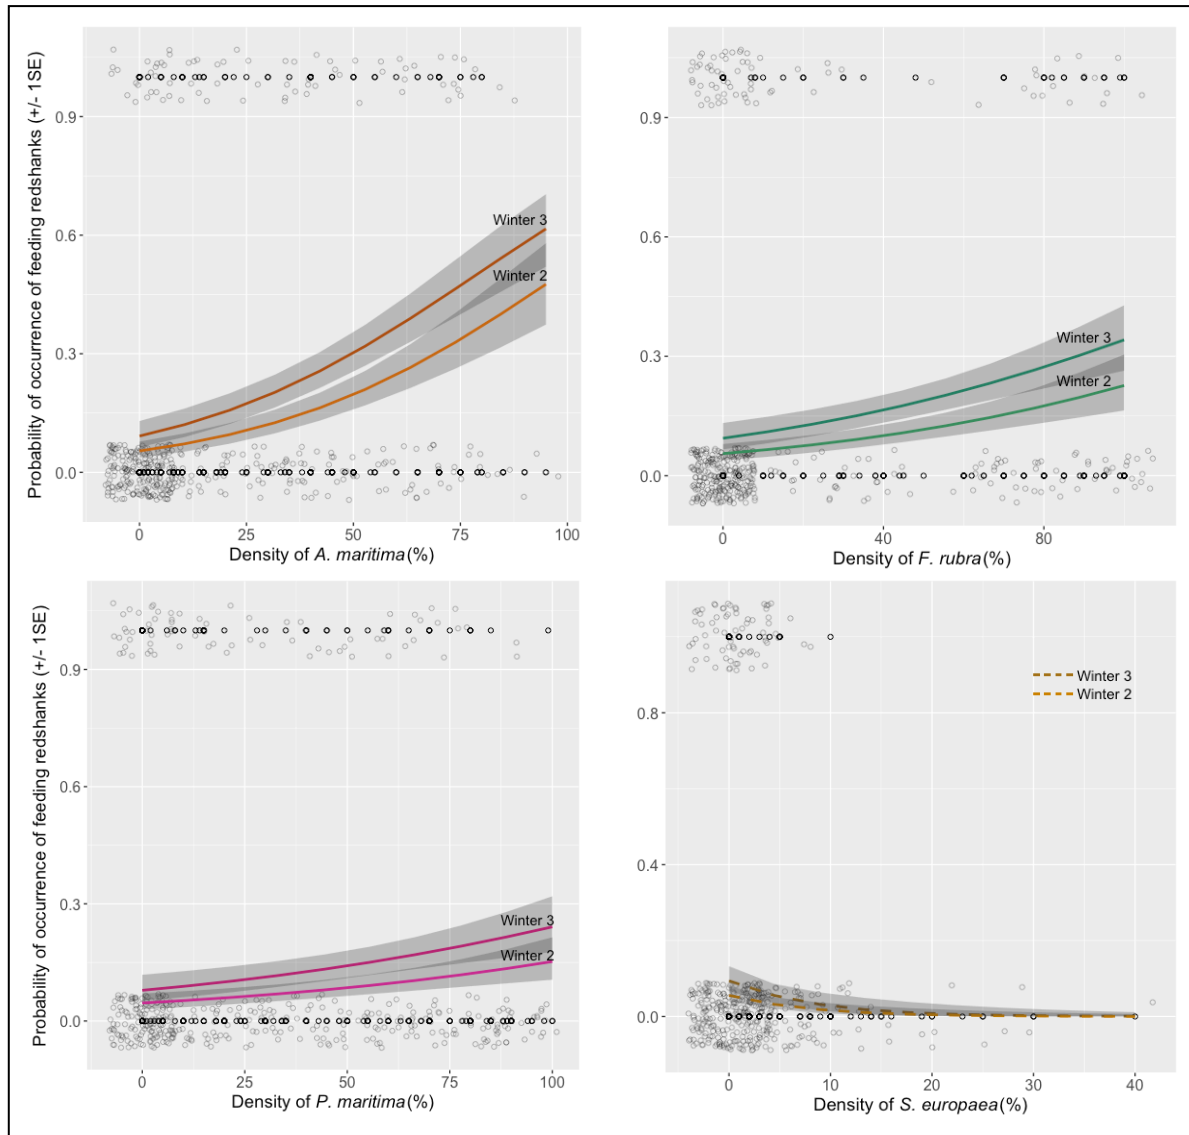 Probability of occurrence of feeding redshanks (+/- 1SE)
0.9
0.6
0.3
0.0
Winter 3
Winter 2
0
25
50
75
100
Density of A. maritima(%)
0.9
0.6
0.3
0.0
Winter 3
Winter 2
0
40
80
Density of F. rubra(%)
Probability of occurrence of feeding redshanks (+/- 1SE)
0.9
0.6
0.3
0.0
Winter 3
Winter 2
0
25
50
75
100
Density of P. maritima(%)
0.8
0.4
0.0
Winter 3
Winter 2
0
10
20
30
40
Density of S. europaea(%)